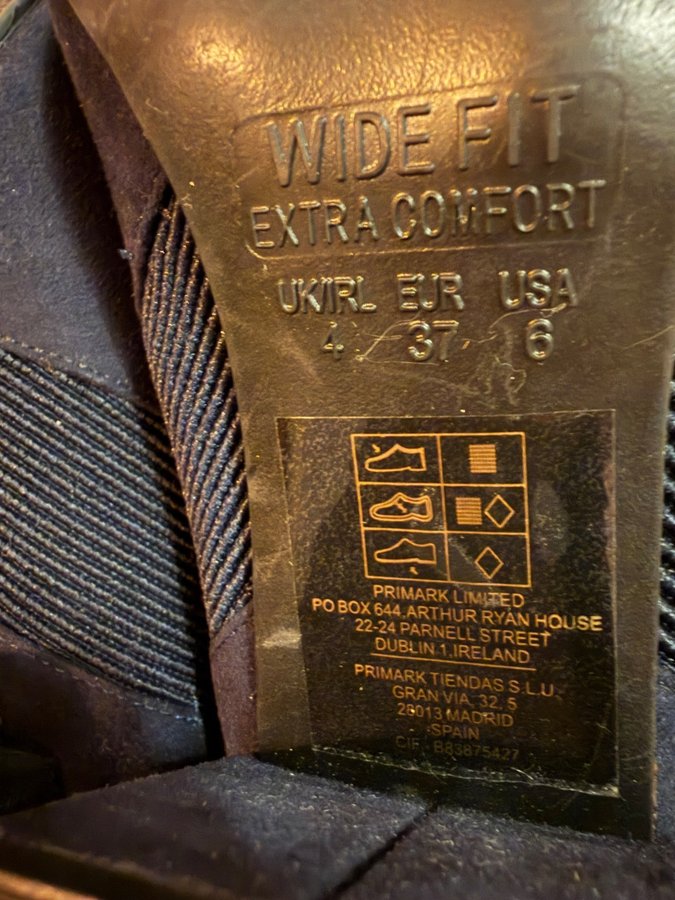 WIDE FIT
EXTRA COMFORT
UK/IRL EUR USA
4 37 6
PRIMARK LIMITED
PO BOX 644, ARTHUR RYAN HOUSE
22-24 PARNELL STREET
DUBLIN 1, IRELAND
PRIMARK TIENDAS S.L.U.
GRAN VIA, 32, 5
28013 MADRID
SPAIN
CIF: B83875427